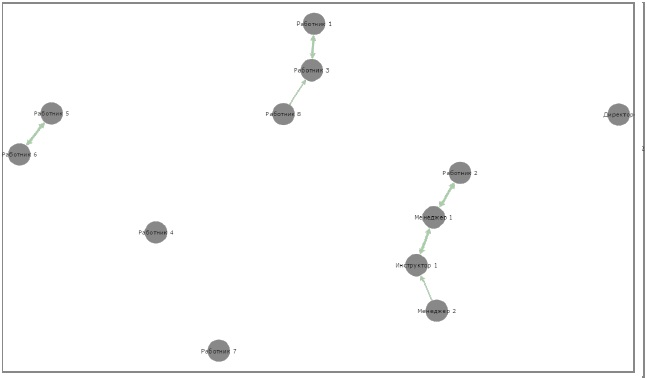 Работник 1
Работник 3
Работник 5
Работник 8
Директор
Работник 6
Работник 2
Менеджер 1
Работник 4
Инструктор 1
Менеджер 2
Работник 7